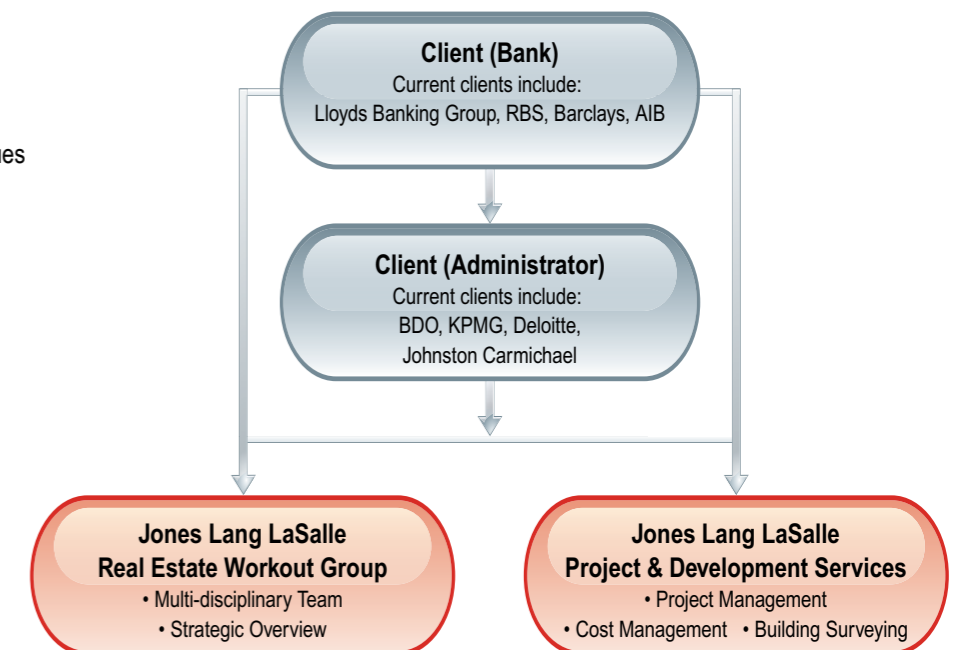 Client (Bank)
Current clients include:
Lloyds Banking Group, RBS, Barclays, AIB
Client (Administrator)
Current clients include:
BDO, KPMG, Deloitte,
Johnston Carmichael
Jones Lang LaSalle
Real Estate Workout Group
• Multi-disciplinary Team
• Strategic Overview
Jones Lang LaSalle
Project & Development Services
• Project Management
• Cost Management • Building Surveying